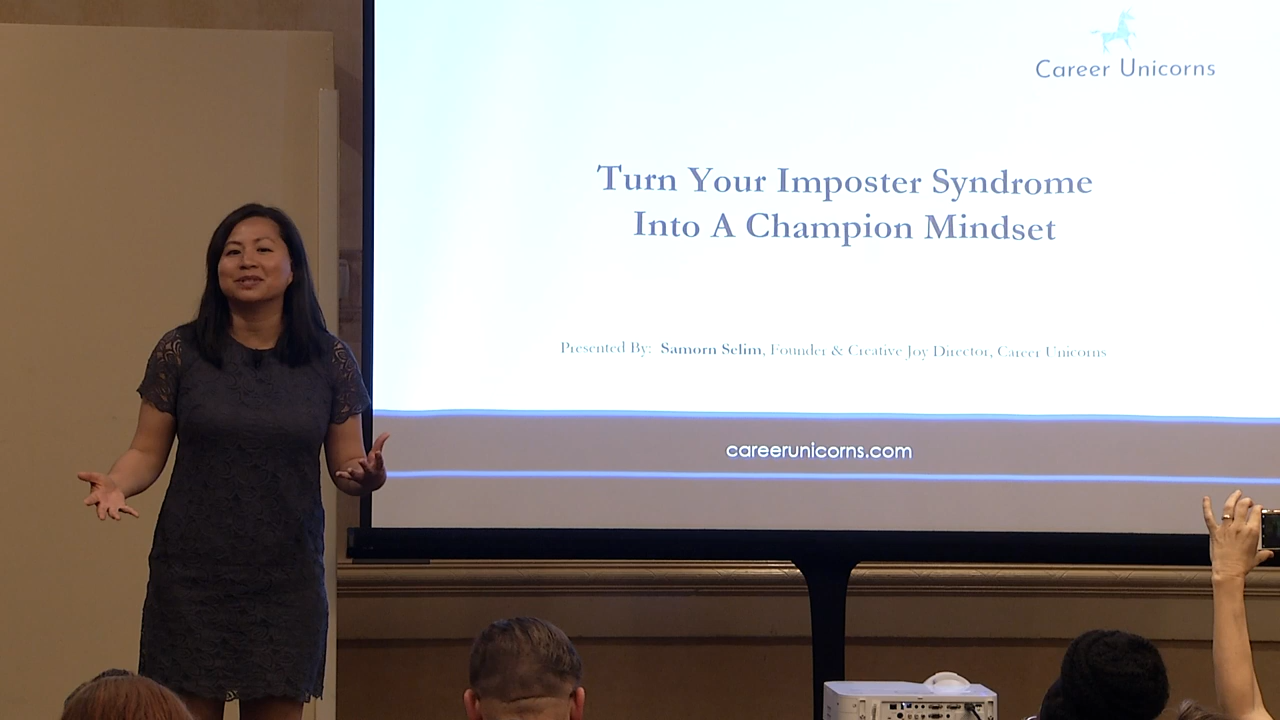 Career Unicorns
Turn Your Imposter Syndrome
Into A Champion Mindset
Presented By: Samorn Selim, Founder & Creative Joy Director, Career Unicorns
careerunicorns.com